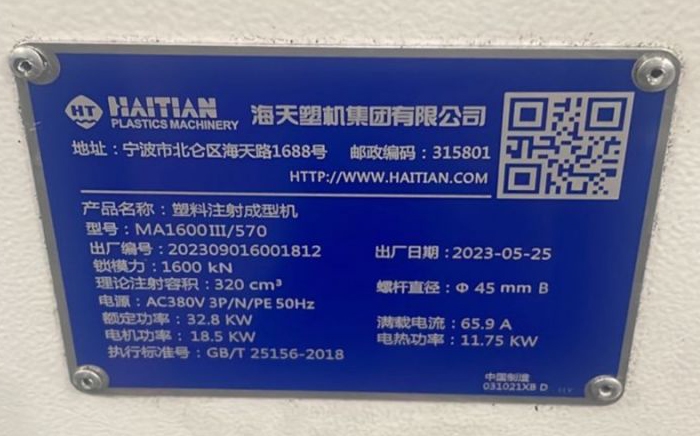 HT HAITIAN
PLASTICS MACHINERY
海天塑机集团有限公司
地址：宁波市北仑区海天路1688号 邮政编码：315801
HTTP://WWW.HAITIAN.COM
产品名称：塑料注射成型机
型号：MA1600III/570
出厂编号：202309016001812 出厂日期：2023-05-25
锁模力：1600 kN
理论注射容积：320 cm³ 螺杆直径：Φ 45 mm B
电源：AC380V 3P/N/PE 50Hz
额定功率：32.8 KW 满载电流：65.9 A
电机功率：18.5 KW 电热功率：11.75 KW
执行标准号：GB/T 25156-2018
中国制造
031021XB D